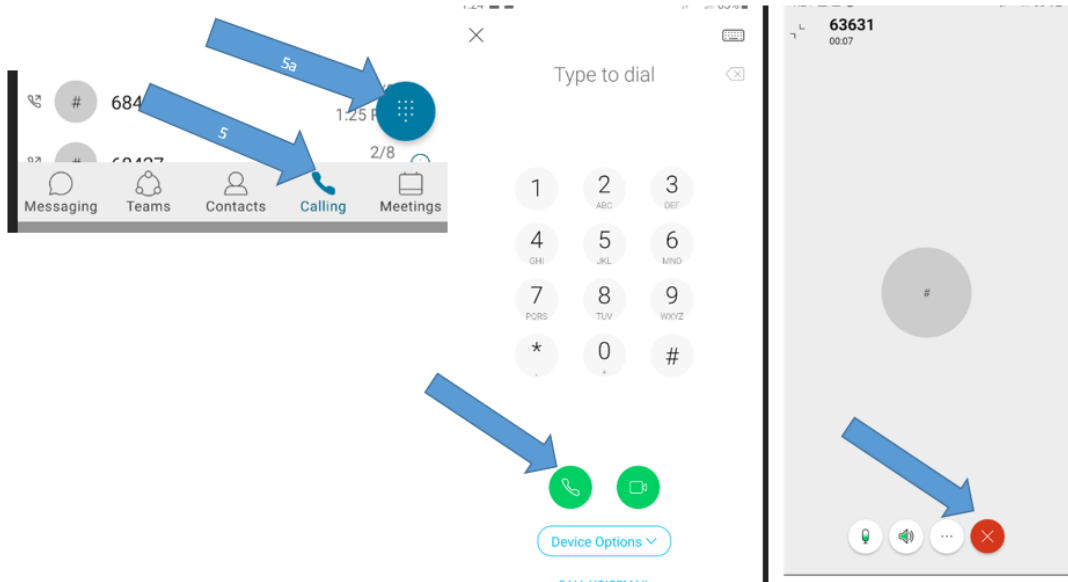 5a
# 684
1:25 P
5
2/8
Messaging Teams Contacts Calling Meetings
Type to dial
1 2 3
ABC DEF
4 5 6
GHI JKL MNO
7 8 9
PQRS TUV WXYZ
* 0 #
+
Device Options
63631
00:07
#